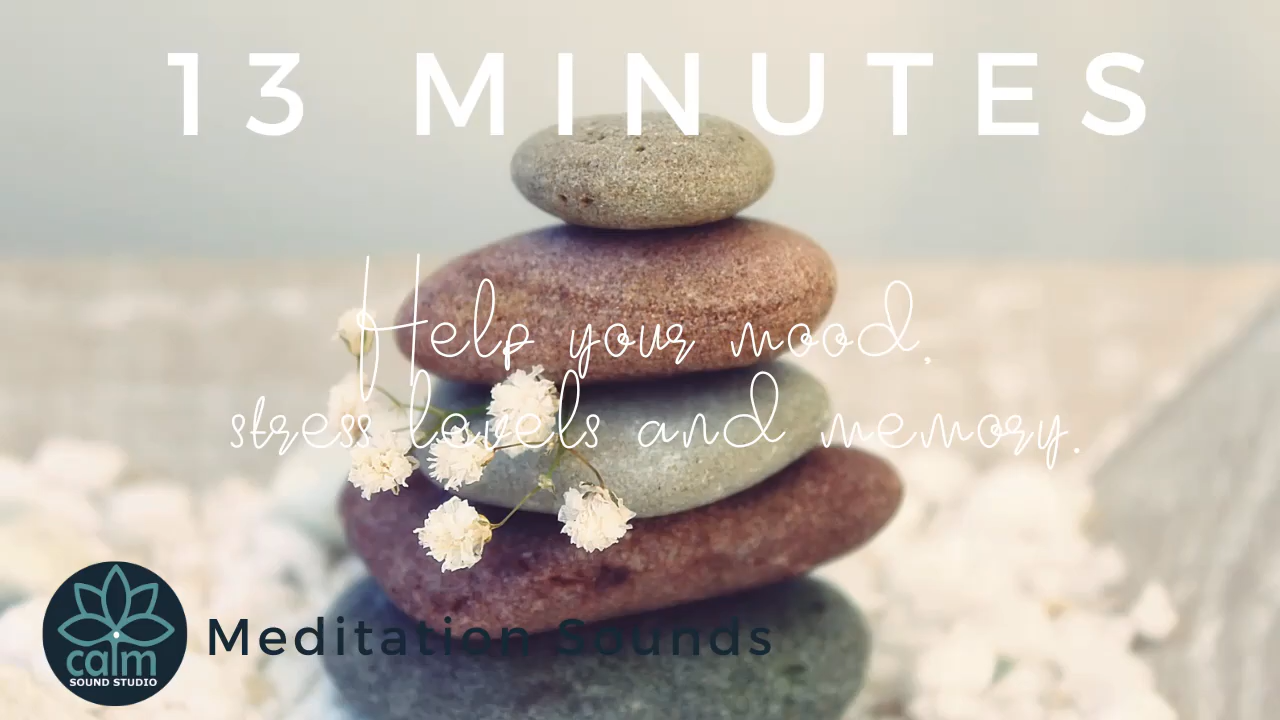 13 MINUTES
Help your mood,
stress levels and memory.
Meditation Sounds
calm
SOUND STUDIO